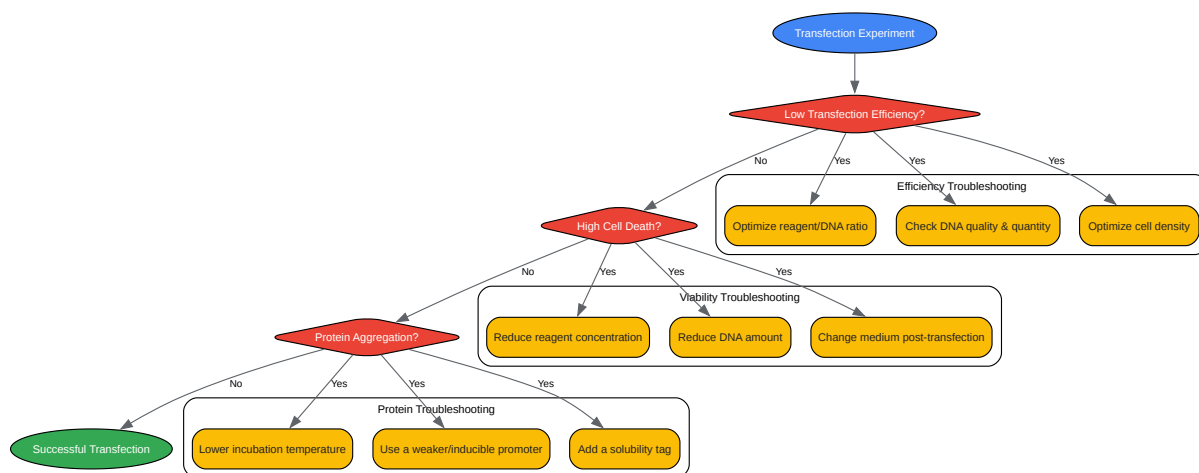 Transfection Experiment
Low Transfection Efficiency?
No
Yes
Yes
Yes
Efficiency Troubleshooting
Optimize reagent/DNA ratio
Check DNA quality & quantity
Optimize cell density
High Cell Death?
No
Yes
Yes
Yes
Viability Troubleshooting
Reduce reagent concentration
Reduce DNA amount
Change medium post-transfection
Protein Aggregation?
No
Yes
Yes
Yes
Protein Troubleshooting
Successful Transfection
Lower incubation temperature
Use a weaker/inducible promoter
Add a solubility tag